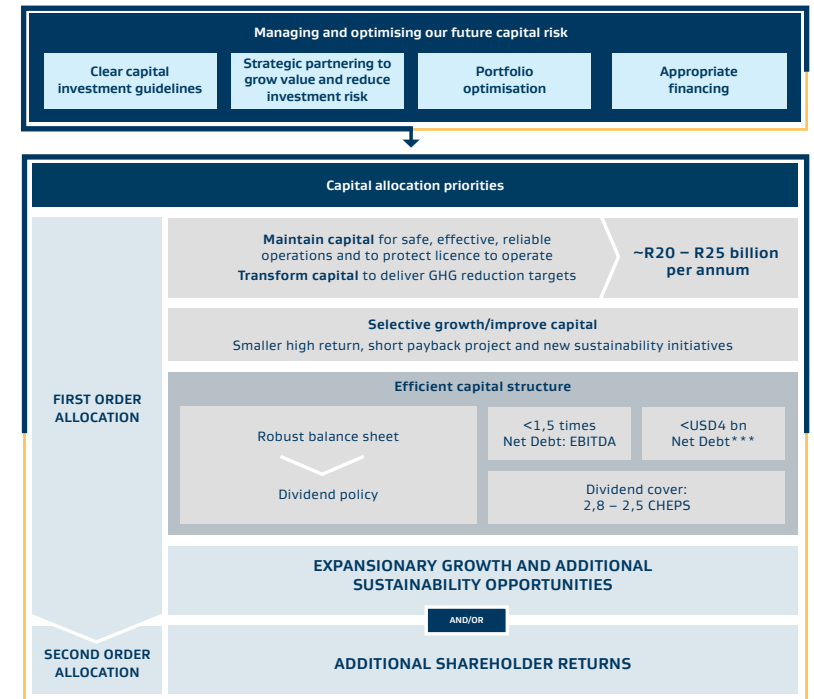 Managing and optimising our future capital risk
Clear capital
investment guidelines
Strategic partnering to
grow value and reduce
investment risk
Portfolio
optimisation
Appropriate
financing
Capital allocation priorities
FIRST ORDER
ALLOCATION
Maintain capital for safe, effective, reliable
operations and to protect licence to operate
Transform capital to deliver GHG reduction targets
~R20 – R25 billion
per annum
Selective growth/improve capital
Smaller high return, short payback project and new sustainability initiatives
Efficient capital structure
Robust balance sheet
Dividend policy
<1,5 times
Net Debt: EBITDA
<USD4 bn
Net Debt***
Dividend cover:
2,8 – 2,5 CHEPS
EXPANSIONARY GROWTH AND ADDITIONAL
SUSTAINABILITY OPPORTUNITIES
AND/OR
SECOND ORDER
ALLOCATION
ADDITIONAL SHAREHOLDER RETURNS